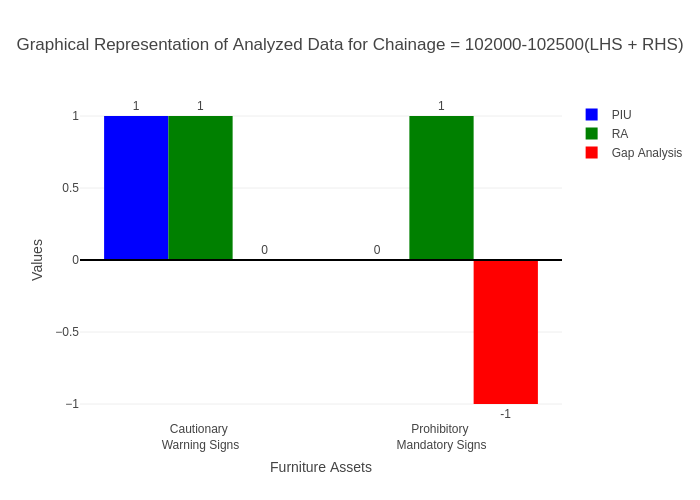 Graphical Representation of Analyzed Data for Chainage = 102000-102500(LHS + RHS)
PIU
RA
Gap Analysis
Values
1
0.5
0
−0.5
−1
1
1
0
0
1
-1
Cautionary
Warning Signs
Prohibitory
Mandatory Signs
Furniture Assets